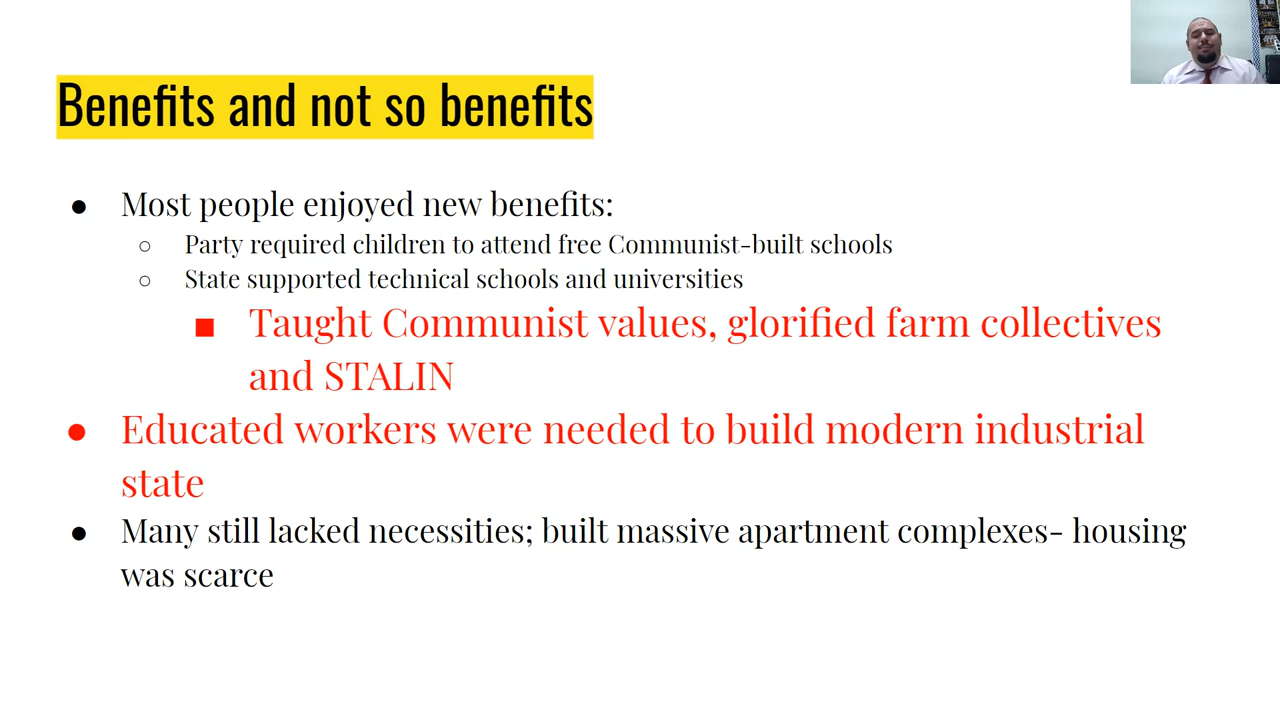 Benefits and not so benefits
● Most people enjoyed new benefits:
○ Party required children to attend free Communist-built schools
○ State supported technical schools and universities
■ Taught Communist values, glorified farm collectives
and STALIN
● Educated workers were needed to build modern industrial
state
● Many still lacked necessities; built massive apartment complexes- housing
was scarce